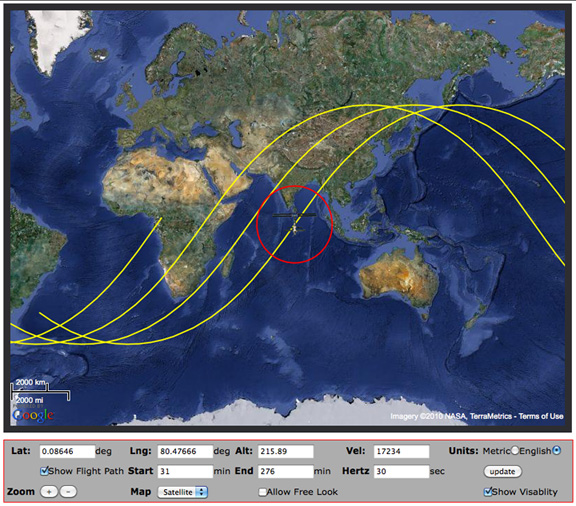 2000 km
2000 mi
Google
Imagery ©2010 NASA, TerraMetrics - Terms of Use
Lat: 0.08646 deg Lng: 80.47666 deg Alt: 215.89 Vel: 17234 Units: Metric English
Show Flight Path Start 31 min End 276 min Hertz 30 sec update
Zoom + - Map Satellite Allow Free Look Show Visablity